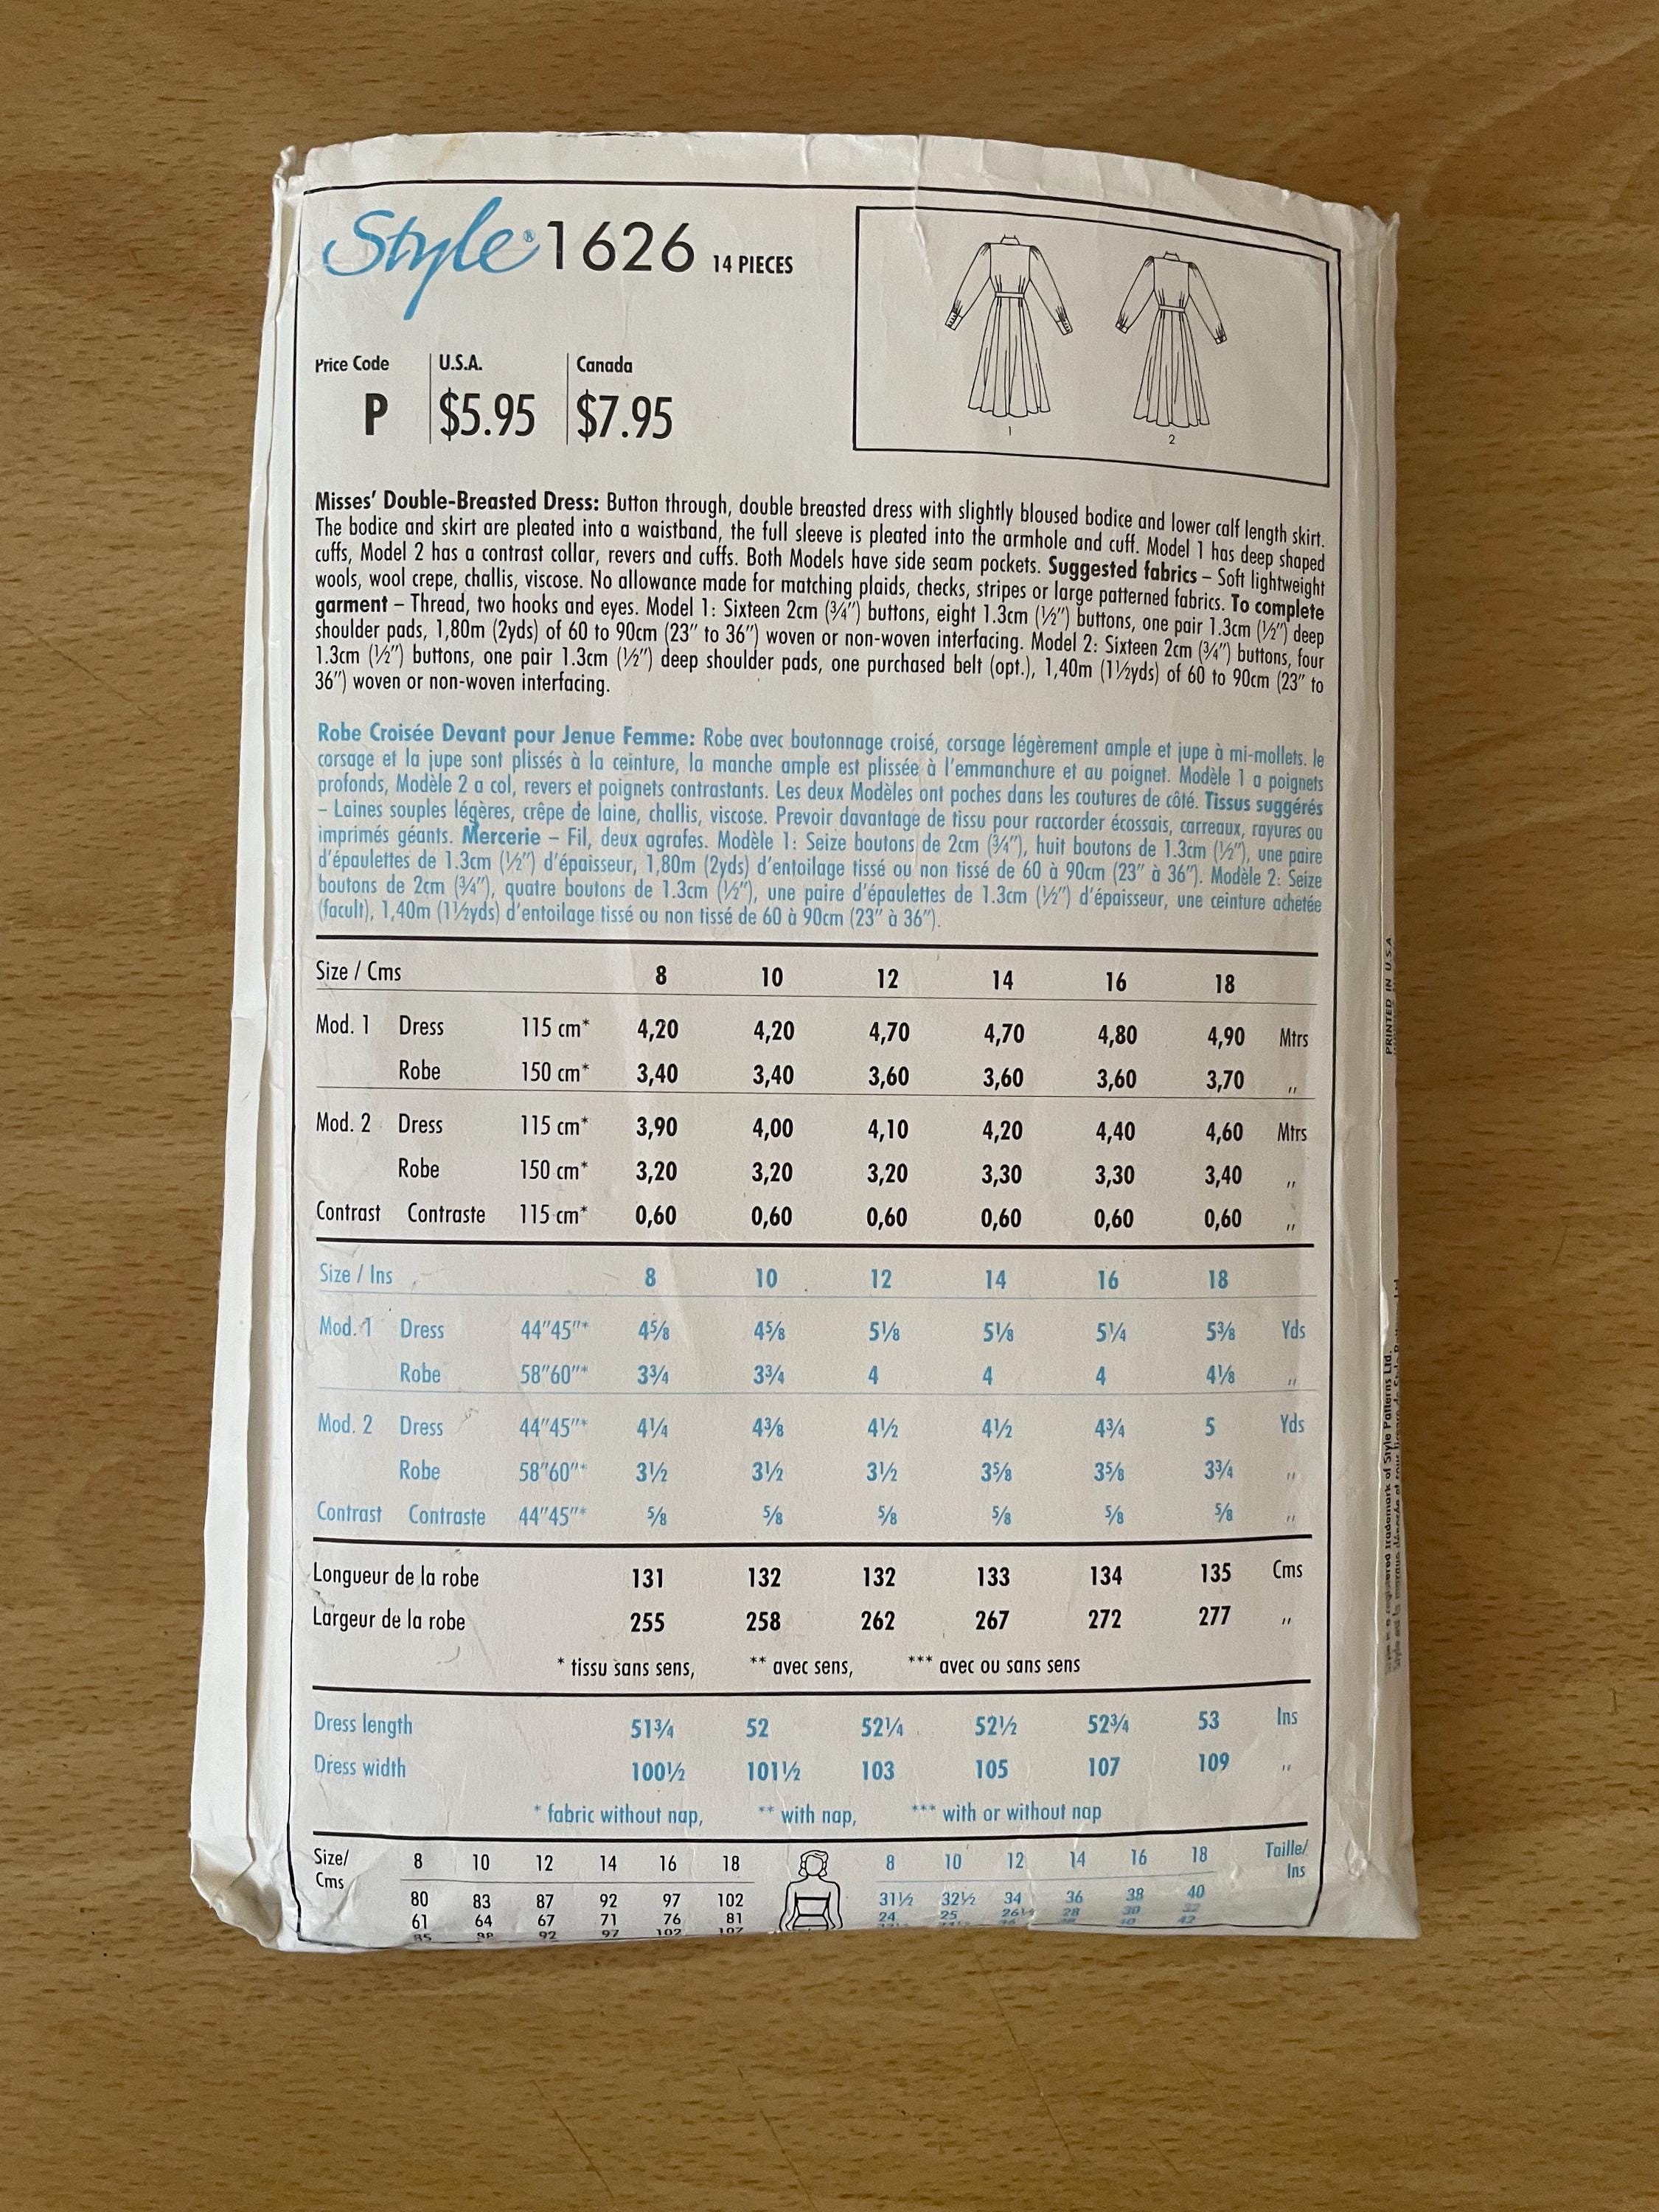 Style® 1626 14 PIECES
Price Code U.S.A. Canada
P $5.95 $7.95
1 2
Misses' Double-Breasted Dress: Button through, double breasted dress with slightly bloused bodice and lower calf length skirt.
The bodice and skirt are pleated into a waistband, the full sleeve is pleated into the armhole and cuff. Model 1 has deep shaped
cuffs, Model 2 has a contrast collar, revers and cuffs. Both Models have side seam pockets. Suggested fabrics – Soft lightweight
wools, wool crepe, challis, viscose. No allowance made for matching plaids, checks, stripes or large patterned fabrics. To complete
garment – Thread, two hooks and eyes. Model 1: Sixteen 2cm (¾") buttons, eight 1.3cm (½") buttons, one pair 1.3cm (½") deep
shoulder pads, 1,80m (2yds) of 60 to 90cm (23" to 36") woven or non-woven interfacing. Model 2: Sixteen 2cm (¾") buttons, four
1.3cm (½") buttons, one pair 1.3cm (½") deep shoulder pads, one purchased belt (opt.), 1,40m (1½yds) of 60 to 90cm (23" to
36") woven or non-woven interfacing.
Robe Croisée Devant pour Jenue Femme: Robe avec boutonnage croisé, corsage légèrement ample et jupe à mi-mollets. le
corsage et la jupe sont plissés à la ceinture, la manche ample est plissée à l'emmanchure et au poignet. Modèle 1 a poignets
profonds, Modèle 2 a col, revers et poignets contrastants. Les deux Modèles ont poches dans les coutures de côté. Tissus suggérés
– Laines souples légères, crêpe de laine, challis, viscose. Prevoir davantage de tissu pour raccorder écossais, carreaux, rayures ou
imprimés géants. Mercerie – Fil, deux agrafes. Modèle 1: Seize boutons de 2cm (¾"), huit boutons de 1.3cm (½"), une paire
d'épaulettes de 1.3cm (½") d'épaisseur, 1,80m (2yds) d'entoilage tissé ou non tissé de 60 à 90cm (23" à 36"). Modèle 2: Seize
boutons de 2cm (¾"), quatre boutons de 1.3cm (½"), une paire d'épaulettes de 1.3cm (½") d'épaisseur, une ceinture achetée
(facult), 1,40m (1½yds) d'entoilage tissé ou non tissé de 60 à 90cm (23" à 36").
Size / Cms 8 10 12 14 16 18
Mod. 1 Dress 115 cm* 4,20 4,20 4,70 4,70 4,80 4,90 Mtrs
Robe 150 cm* 3,40 3,40 3,60 3,60 3,60 3,70 ,,
Mod. 2 Dress 115 cm* 3,90 4,00 4,10 4,20 4,40 4,60 Mtrs
Robe 150 cm* 3,20 3,20 3,20 3,30 3,30 3,40 ,,
Contrast Contraste 115 cm* 0,60 0,60 0,60 0,60 0,60 0,60 ,,
Size / Ins 8 10 12 14 16 18
Mod. 1 Dress 44"45"* 4⅝ 4⅝ 5⅛ 5⅛ 5¼ 5⅜ Yds
Robe 58"60"* 3¾ 3¾ 4 4 4 4⅛ ,,
Mod. 2 Dress 44"45"* 4¼ 4⅜ 4½ 4½ 4¾ 5 Yds
Robe 58"60"* 3½ 3½ 3½ 3⅝ 3⅝ 3¾ ,,
Contrast Contraste 44"45"* ⅝ ⅝ ⅝ ⅝ ⅝ ⅝ ,,
Longueur de la robe 131 132 132 133 134 135 Cms
Largeur de la robe 255 258 262 267 272 277 ,,
* tissu sans sens, ** avec sens, *** avec ou sans sens
Dress length 51¾ 52 52¼ 52½ 52¾ 53 Ins
Dress width 100½ 101½ 103 105 107 109 ,,
* fabric without nap, ** with nap, *** with or without nap
Size/ Cms 8 10 12 14 16 18 8 10 12 14 16 18 Taille/ Ins
80 83 87 92 97 102 31½ 32½ 34 36 38 40
61 64 67 71 76 81 24 25 26½ 28 30 32
85 92 97 102 107 40 42
PRINTED IN U.S.A
registered trademark of Style Patterns Ltd.